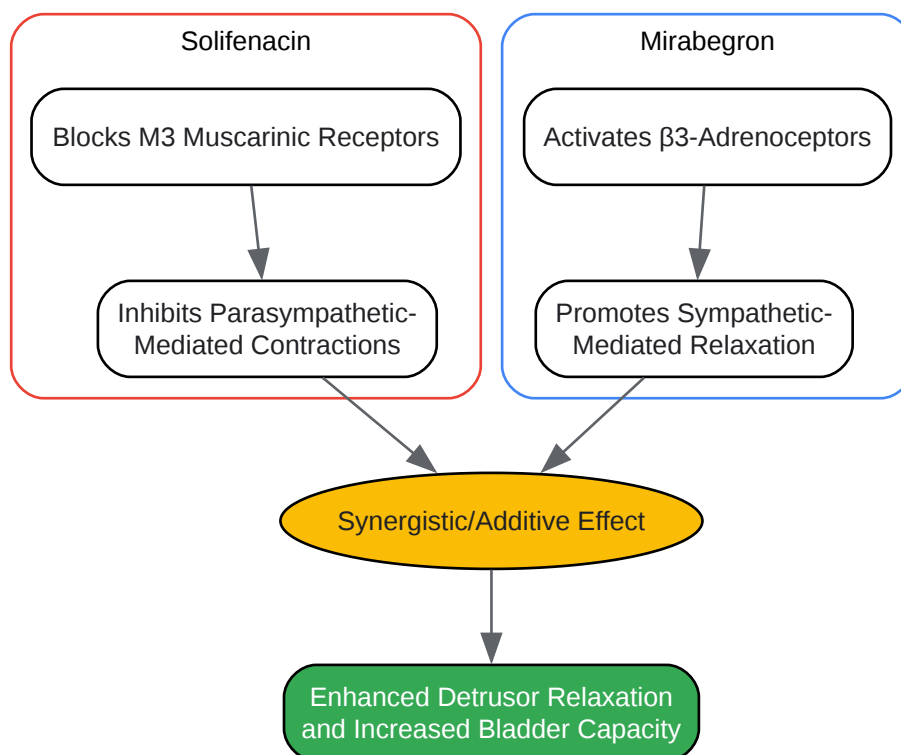 Solifenacin
Blocks M3 Muscarinic Receptors
Inhibits Parasympathetic-
Mediated Contractions
Mirabegron
Activates β3-Adrenoceptors
Promotes Sympathetic-
Mediated Relaxation
Synergistic/Additive Effect
Enhanced Detrusor Relaxation
and Increased Bladder Capacity